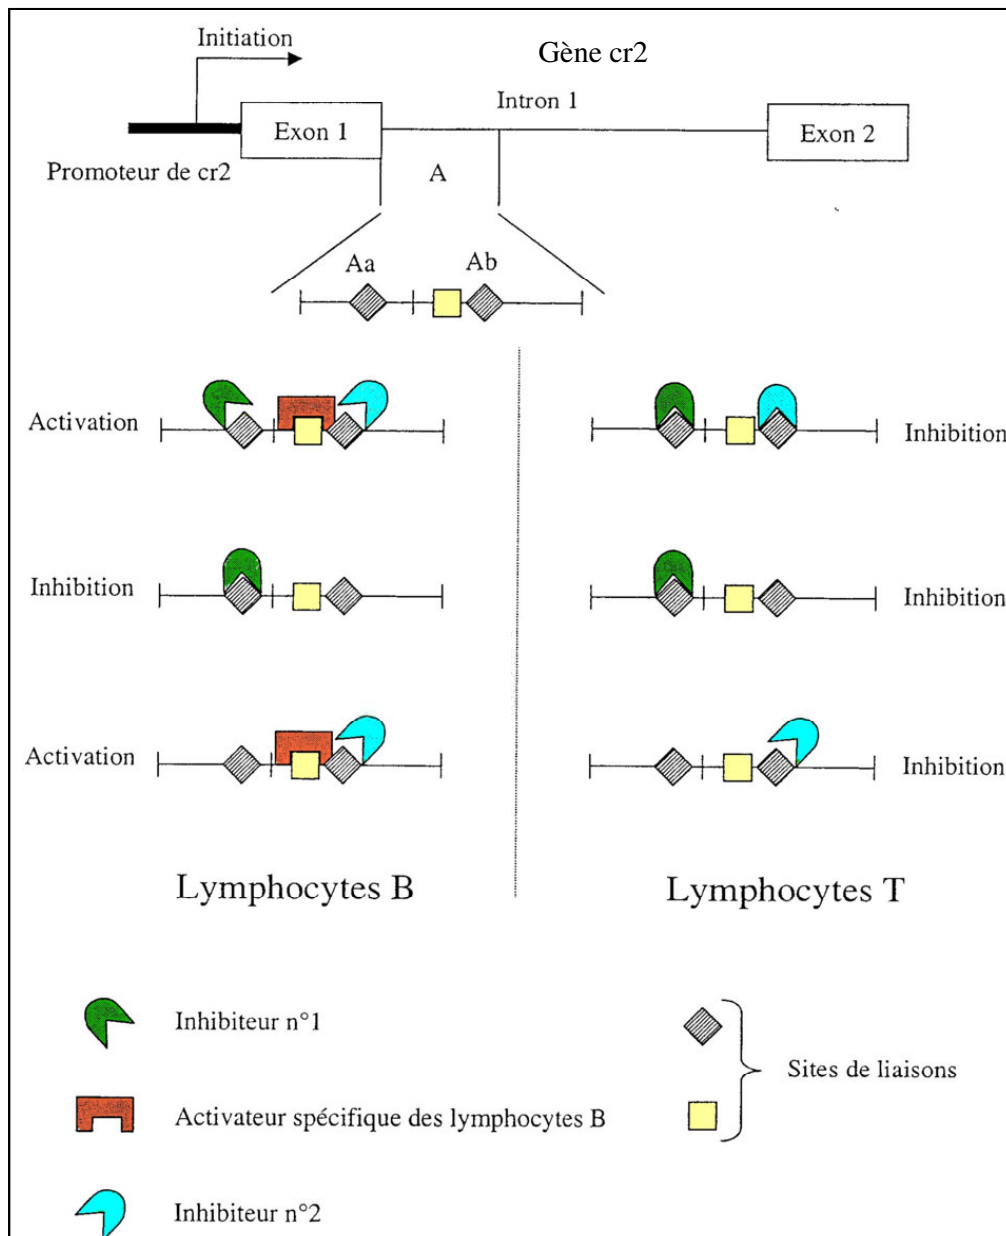 Initiation
Gène cr2
Intron 1
Exon 1
Exon 2
Promoteur de cr2
A
Aa
Ab
Activation
Inhibition
Inhibition
Inhibition
Activation
Inhibition
Lymphocytes B
Lymphocytes T
Inhibiteur n°1
Sites de liaisons
Activateur spécifique des lymphocytes B
Inhibiteur n°2